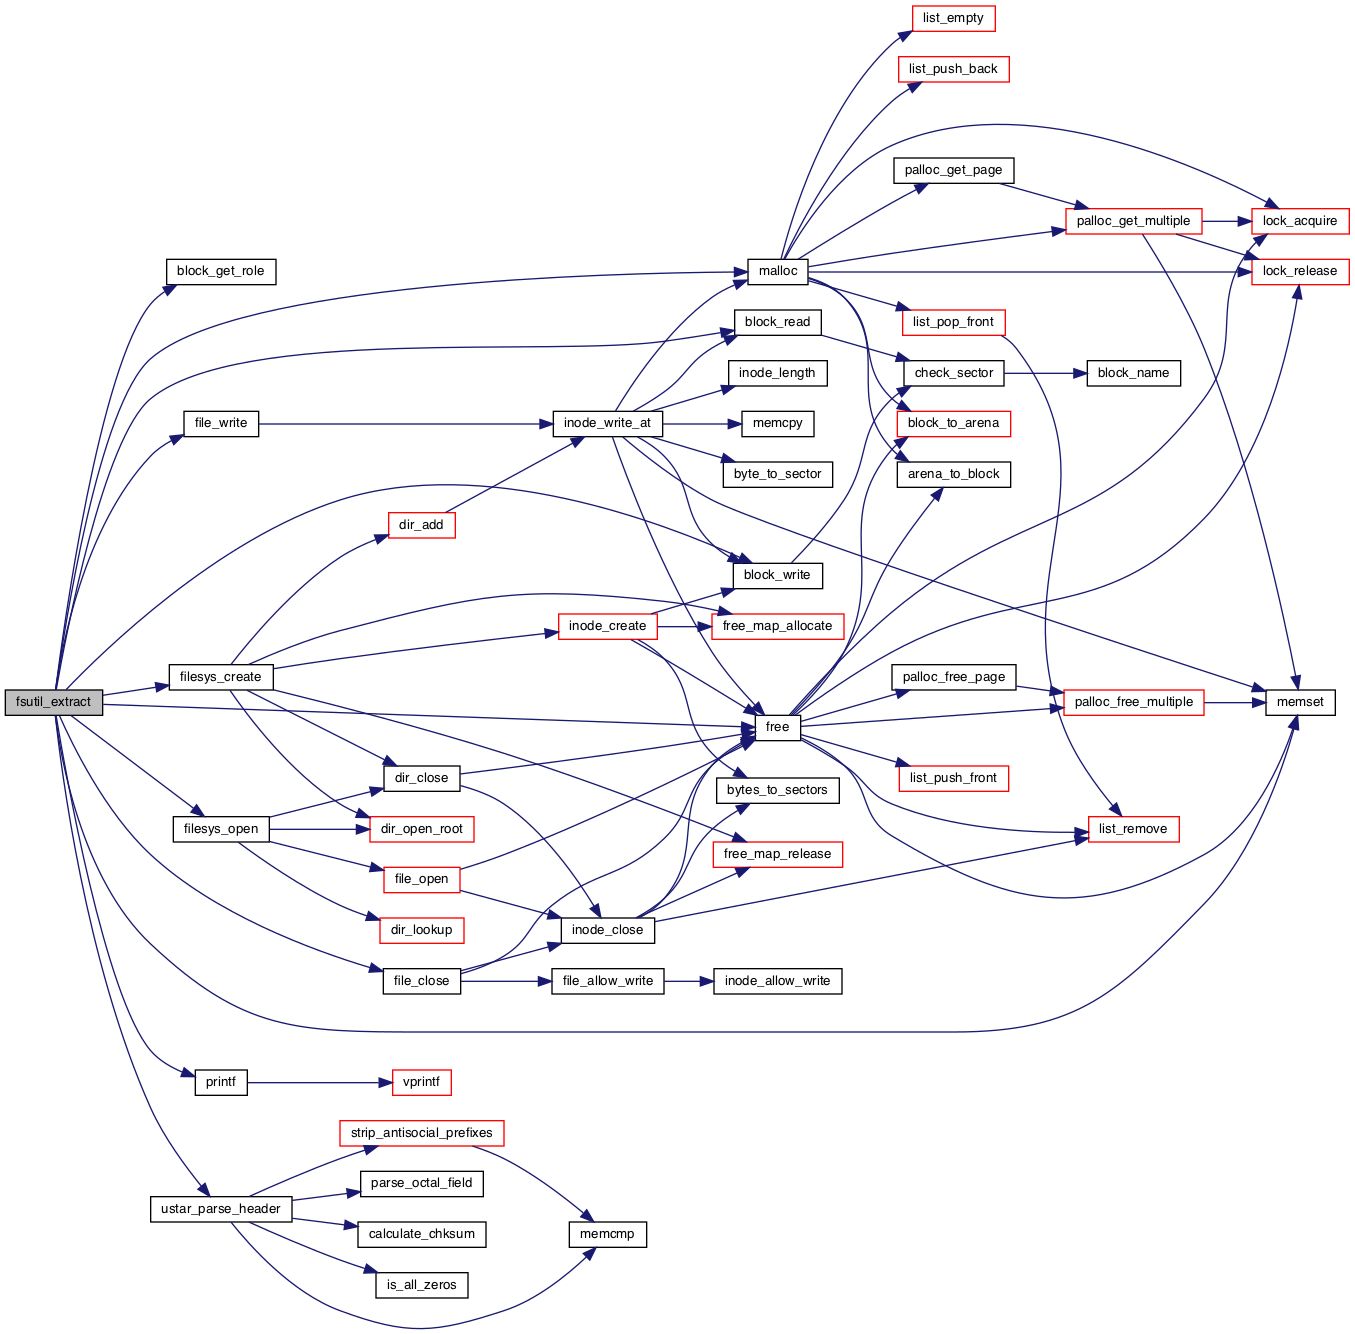 list_empty
list_push_back
palloc_get_page
palloc_get_multiple
lock_acquire
block_get_role
malloc
lock_release
block_read
list_pop_front
inode_length
check_sector
block_name
file_write
inode_write_at
memcpy
block_to_arena
byte_to_sector
arena_to_block
dir_add
block_write
inode_create
free_map_allocate
filesys_create
palloc_free_page
fsutil_extract
palloc_free_multiple
memset
free
dir_close
list_push_front
bytes_to_sectors
filesys_open
dir_open_root
list_remove
free_map_release
file_open
dir_lookup
inode_close
file_close
file_allow_write
inode_allow_write
printf
vprintf
strip_antisocial_prefixes
parse_octal_field
ustar_parse_header
calculate_chksum
memcmp
is_all_zeros